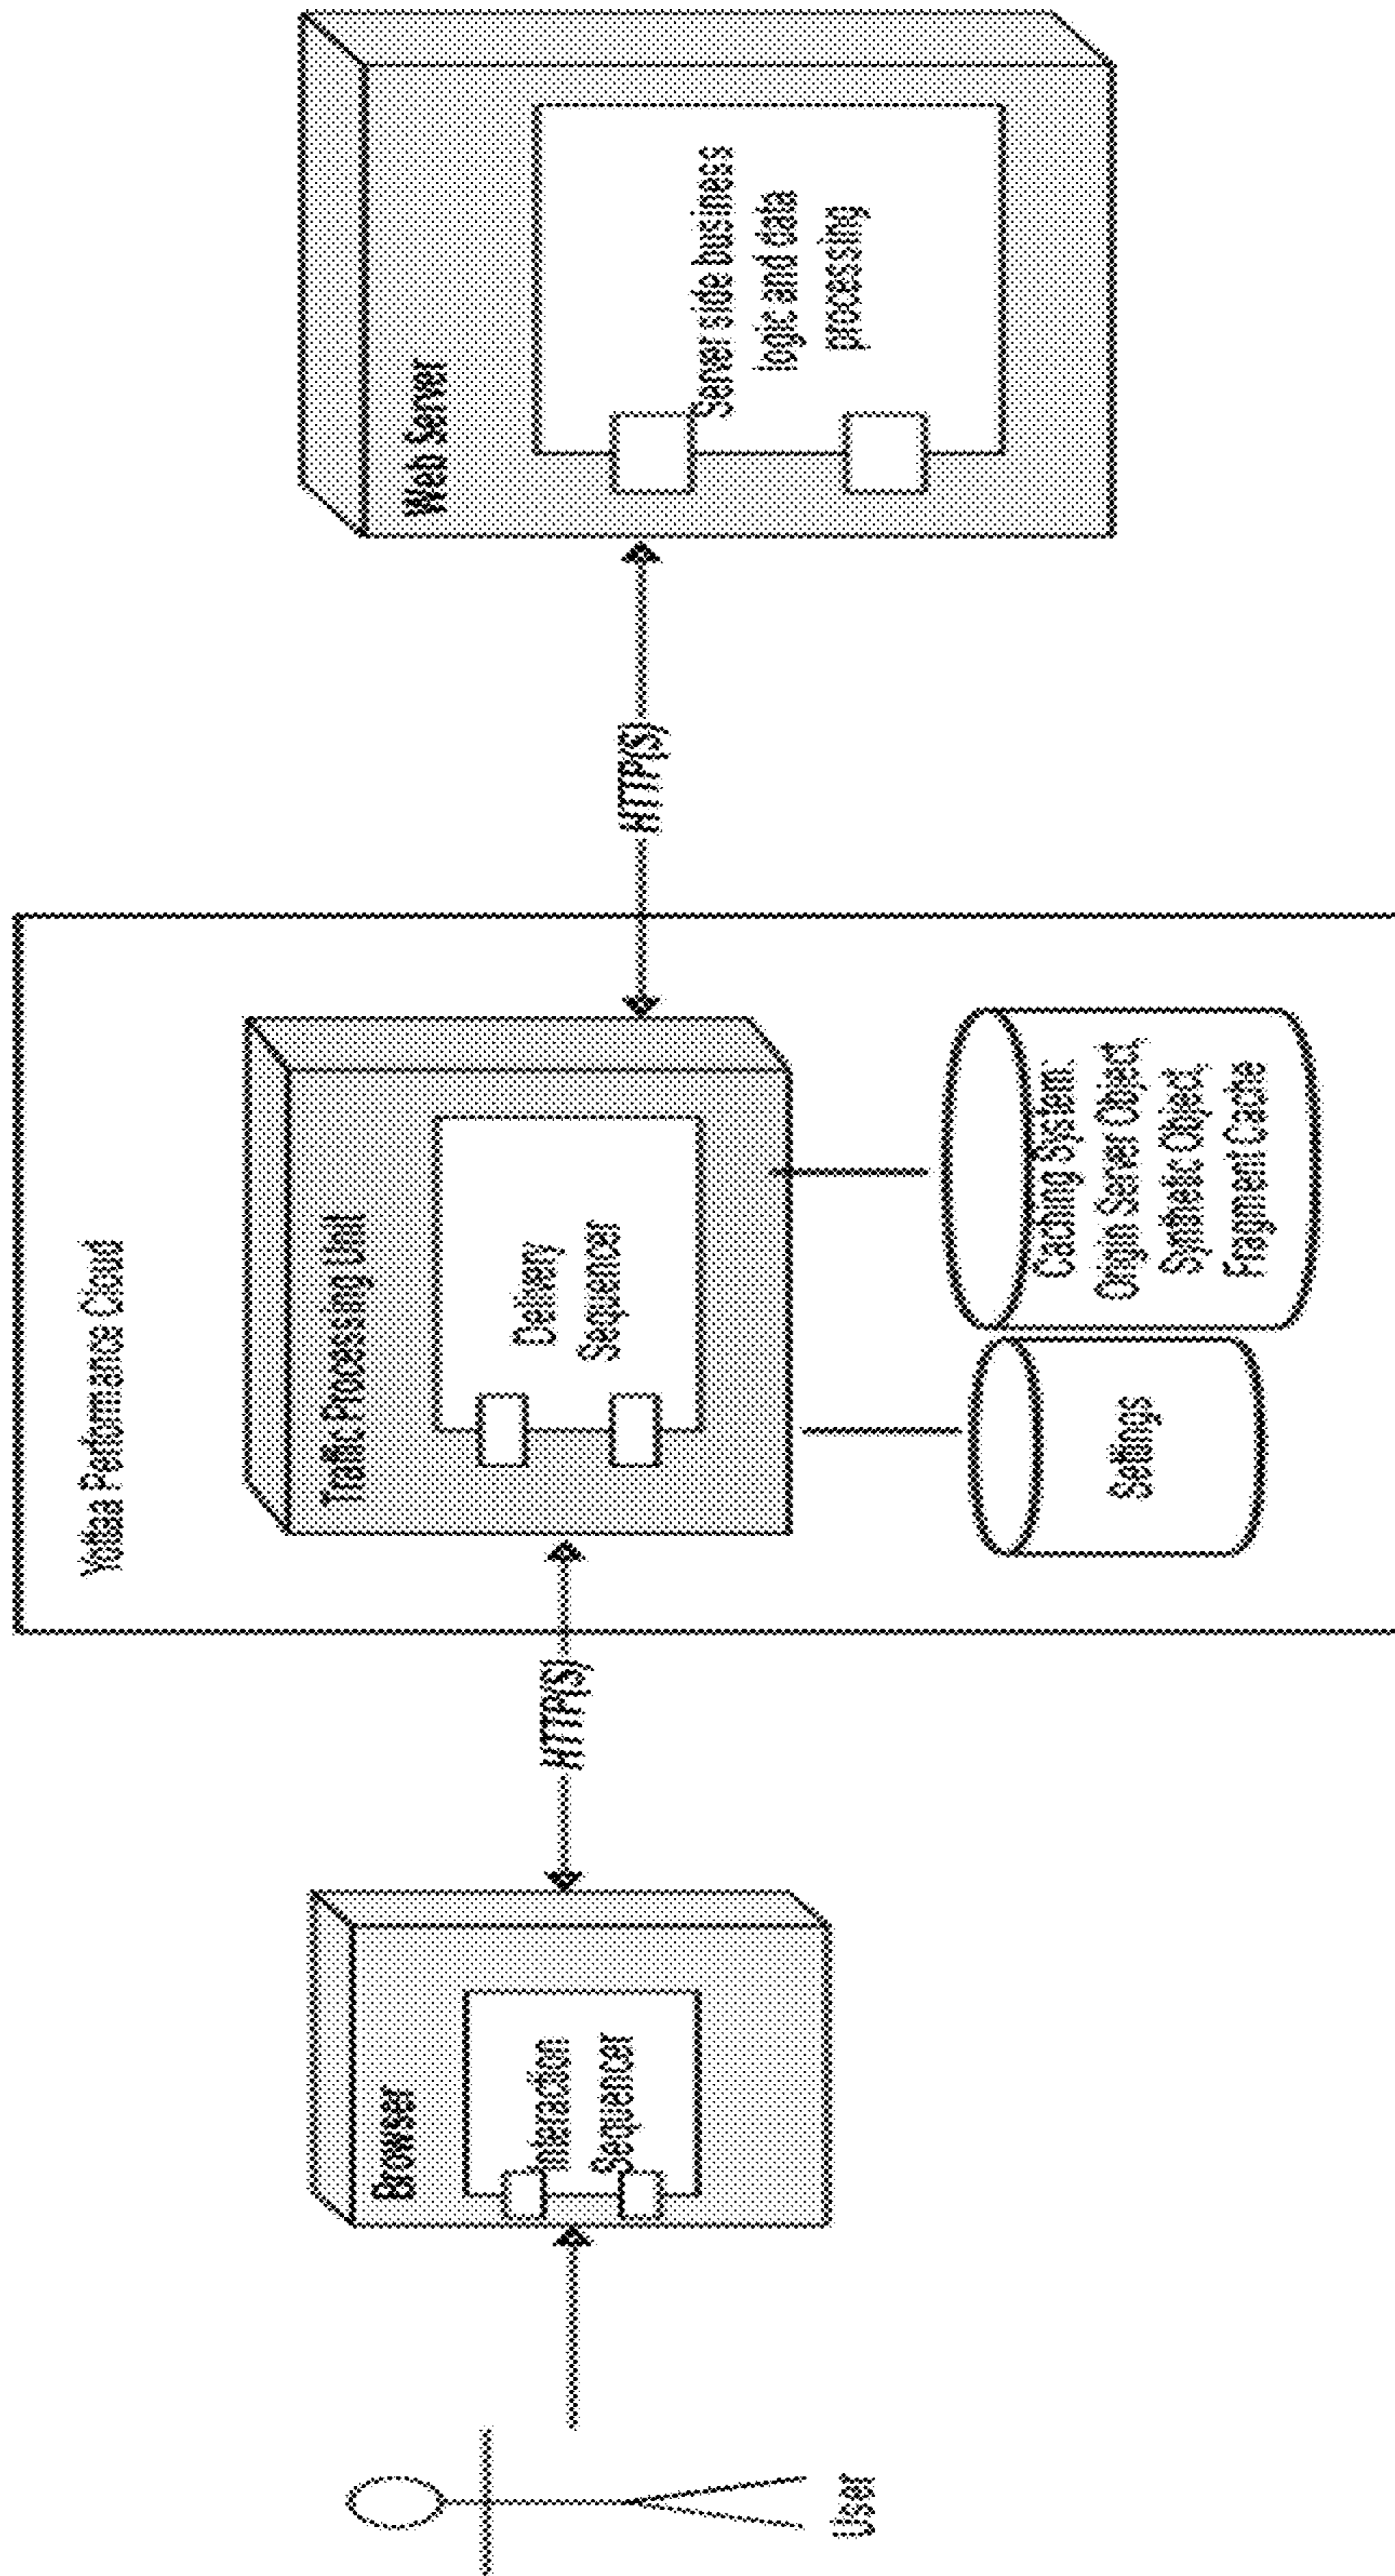 User
Browser
Interaction
Sequencer
HTTP(S)
Yottaa Performance Cloud
Traffic Processing Unit
Delivery
Sequencer
Settings
Caching System:
Origin Server Object,
Synthetic Object,
Fragment Cache
HTTP(S)
Web Server
Server side business
logic and data
processing